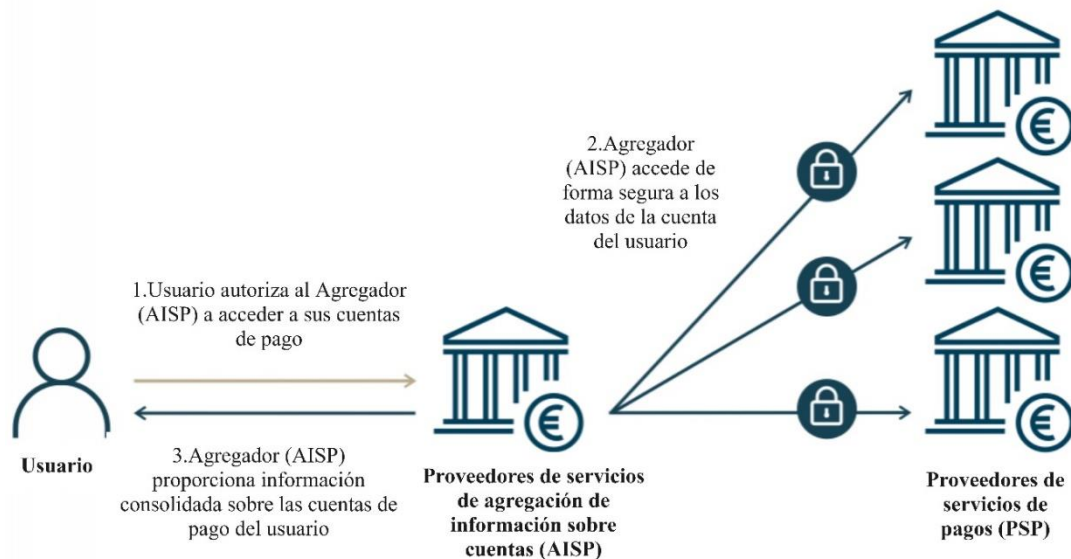 2.Agregador
(AISP) accede de
forma segura a los
datos de la cuenta
del usuario
1.Usuario autoriza al Agregador
(AISP) a acceder a sus cuentas
de pago
Usuario
3.Agregador (AISP)
proporciona información
consolidada sobre las cuentas de
pago del usuario
Proveedores de servicios
de agregación de
información sobre
cuentas (AISP)
Proveedores de
servicios de
pagos (PSP)